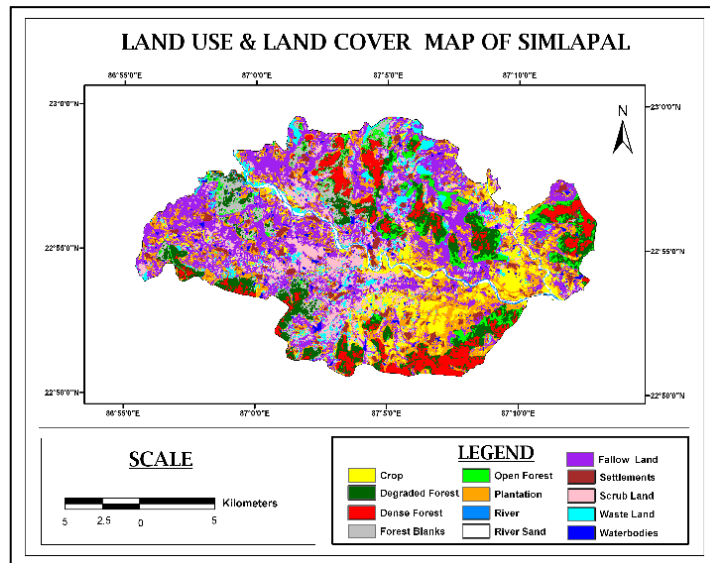 LAND USE & LAND COVER MAP OF SIMLAPAL
86°55'0"E 87°0'0"E 87°5'0"E 87°10'0"E
23°0'0"N 23°0'0"N
N
22°55'0"N 22°55'0"N
22°50'0"N 22°50'0"N
86°55'0"E 87°0'0"E 87°5'0"E 87°10'0"E
SCALE
Kilometers
5 2.5 0 5
LEGEND
Crop
Degraded Forest
Dense Forest
Forest Blanks
Open Forest
Plantation
River
River Sand
Fallow Land
Settlements
Scrub Land
Waste Land
Waterbodies